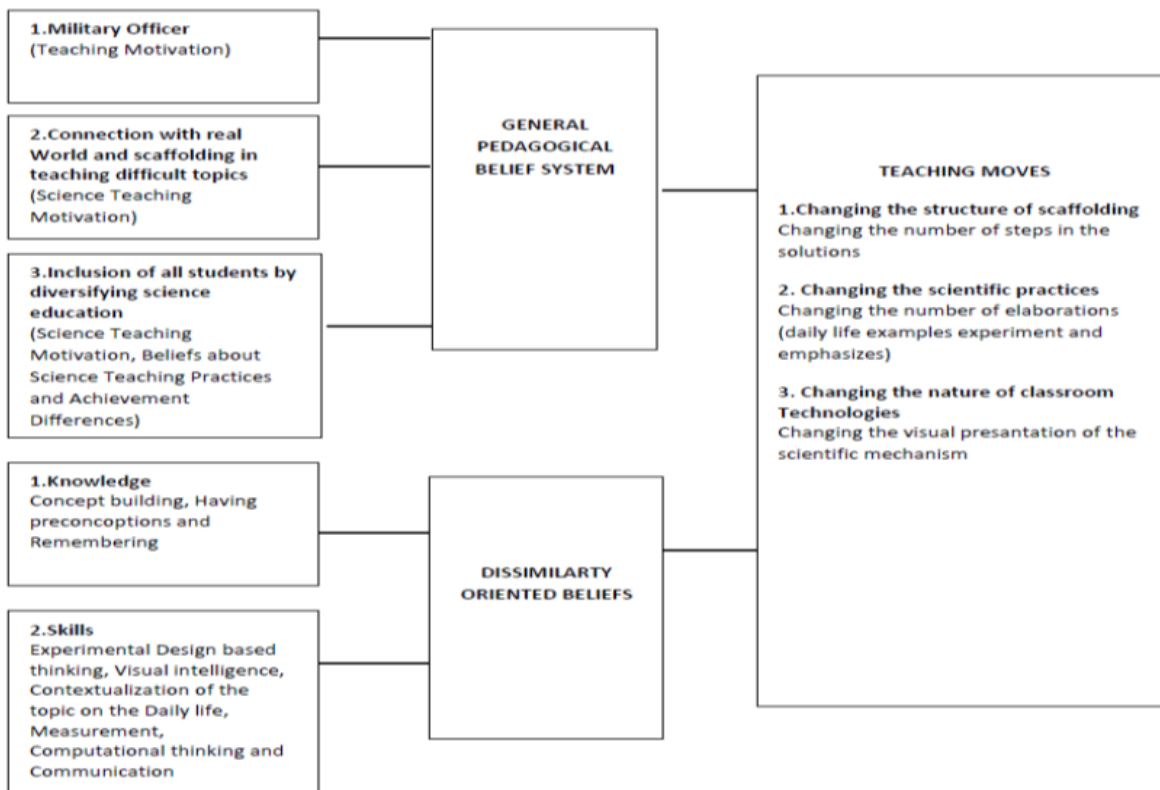 1.Military Officer
(Teaching Motivation)
2.Connection with real
World and scaffolding in
teaching difficult topics
(Science Teaching
Motivation)
3.Inclusion of all students by
diversifying science
education
(Science Teaching
Motivation, Beliefs about
Science Teaching Practices
and Achievement
Differences)
1.Knowledge
Concept building, Having
preconcoptions and
Remembering
2.Skills
Experimental Design based
thinking, Visual intelligence,
Contextualization of the
topic on the Daily life,
Measurement,
Computational thinking and
Communication
GENERAL
PEDAGOGICAL
BELIEF SYSTEM
DISSIMILARTY
ORIENTED BELIEFS
TEACHING MOVES
1.Changing the structure of scaffolding
Changing the number of steps in the
solutions
2. Changing the scientific practices
Changing the number of elaborations
(daily life examples experiment and
emphasizes)
3. Changing the nature of classroom
Technologies
Changing the visual presantation of the
scientific mechanism